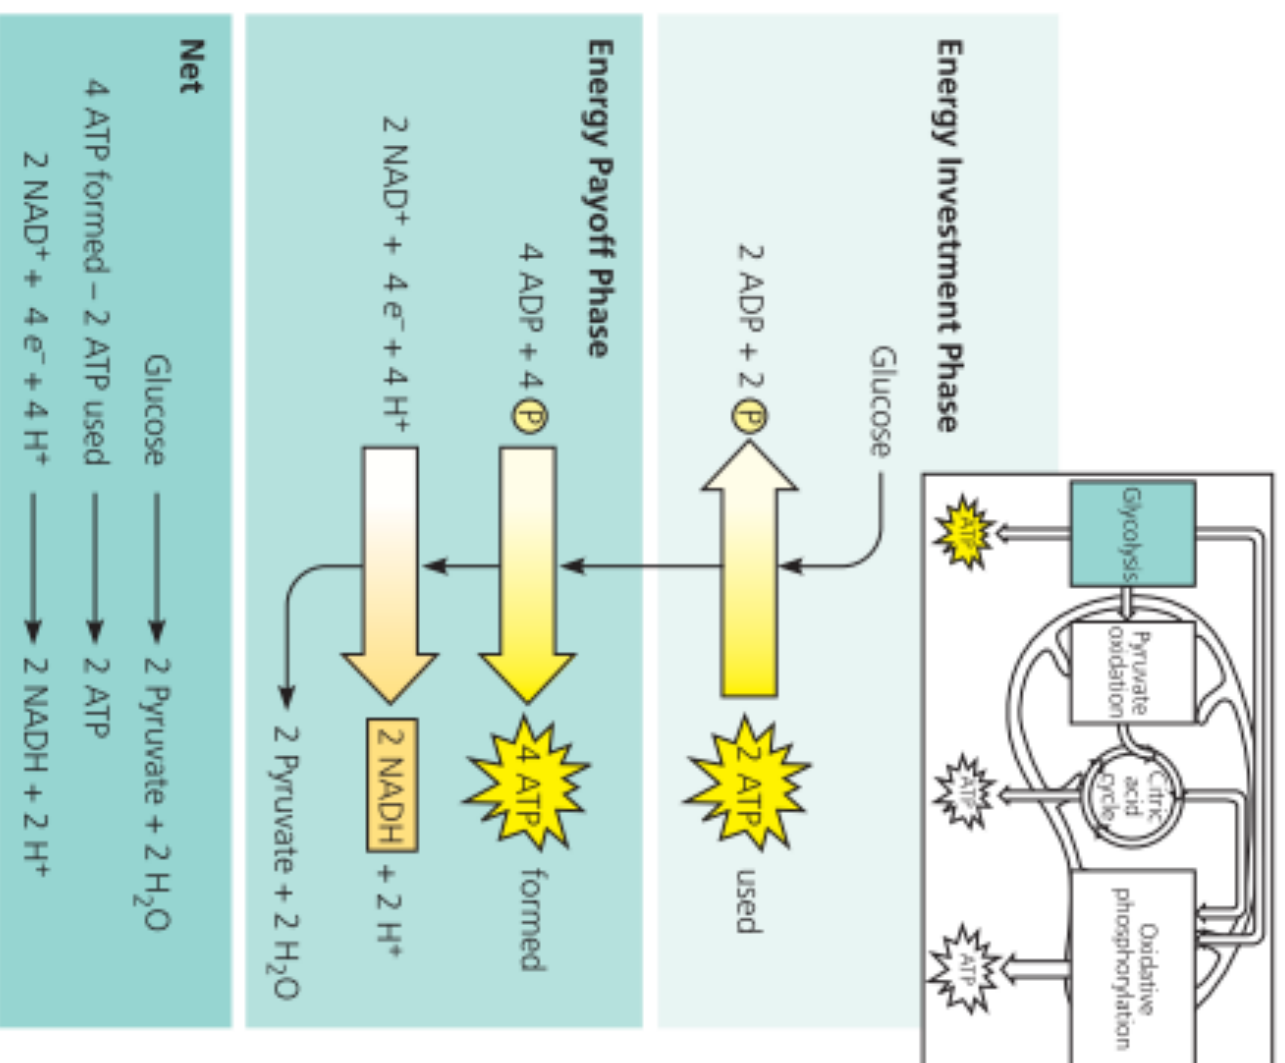 Energy Investment Phase
Glucose
2 ADP + 2 P
2 ATP used
Glycolysis
Pyruvate
oxidation
Citric
acid
cycle
Oxidative
phosphorylation
ATP
ATP
ATP
Energy Payoff Phase
4 ADP + 4 P
4 ATP formed
2 NAD⁺ + 4 e⁻ + 4 H⁺
2 NADH + 2 H⁺
2 Pyruvate + 2 H₂O
Net
Glucose → 2 Pyruvate + 2 H₂O
4 ATP formed – 2 ATP used → 2 ATP
2 NAD⁺ + 4 e⁻ + 4 H⁺ → 2 NADH + 2 H⁺